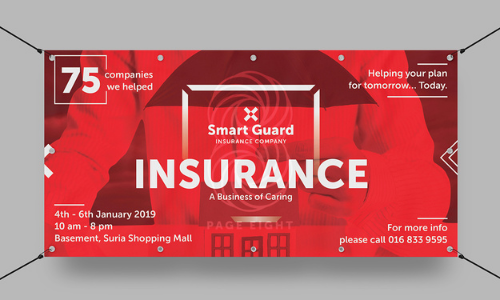 75 companies
we helped
Helping your plan
for tomorrow... Today.
Smart Guard
INSURANCE COMPANY
INSURANCE
A Business of Caring
PAGE EIGHT
4th - 6th January 2019
10 am - 8 pm
Basement, Suria Shopping Mall
For more info
please call 016 833 9595